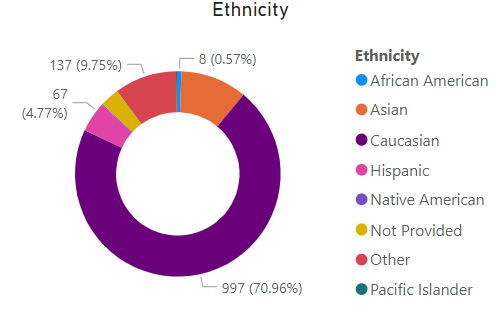 Ethnicity
137 (9.75%)
8 (0.57%)
67
(4.77%)
997 (70.96%)
Ethnicity
African American
Asian
Caucasian
Hispanic
Native American
Not Provided
Other
Pacific Islander